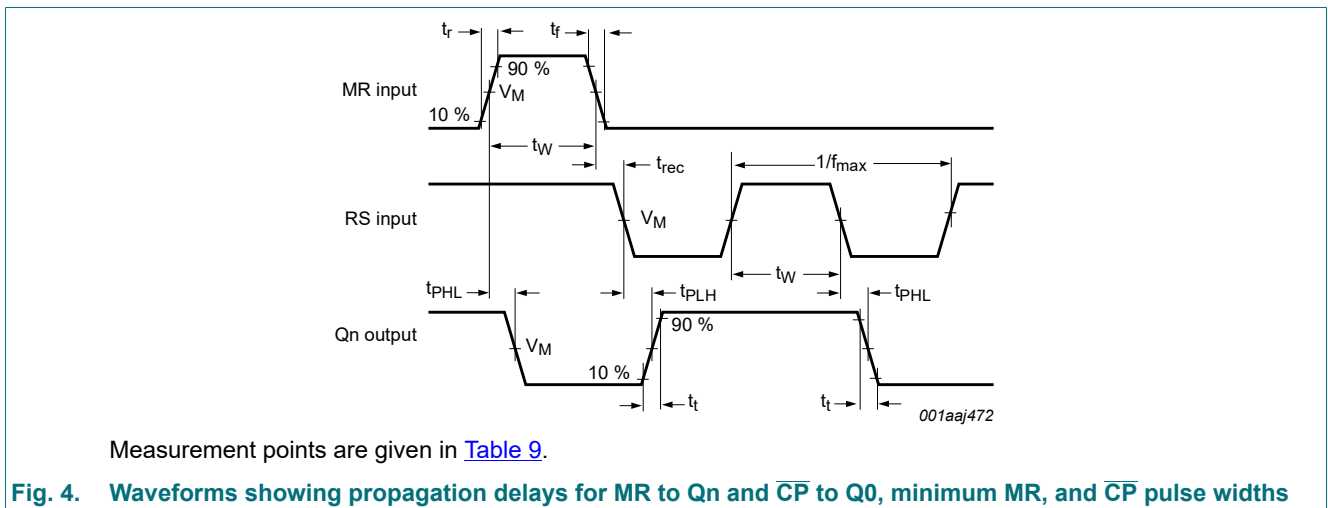 tr
tf
90 %
MR input
VM
10 %
tW
trec
1/fmax
RS input
VM
tW
tPHL
tPLH
tPHL
90 %
Qn output
VM
10 %
tt
tt
001aaj472
Measurement points are given in Table 9.
Fig. 4. Waveforms showing propagation delays for MR to Qn and C̅P̅ to Q0, minimum MR, and C̅P̅ pulse widths